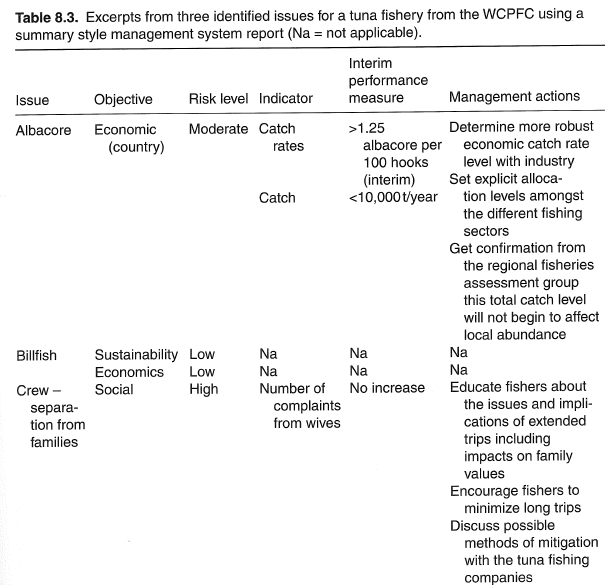 Table 8.3. Excerpts from three identified issues for a tuna fishery from the WCPFC using a
summary style management system report (Na = not applicable).
Interim
performance
Issue Objective Risk level Indicator measure Management actions
Albacore Economic Moderate Catch >1.25 Determine more robust
(country) rates albacore per economic catch rate
100 hooks level with industry
(interim) Set explicit alloca-
Catch <10,000 t/year tion levels amongst
the different fishing
sectors
Get confirmation from
the regional fisheries
assessment group
this total catch level
will not begin to affect
local abundance
Billfish Sustainability Low Na Na Na
Economics Low Na Na Na
Crew – Social High Number of No increase Educate fishers about
separa- complaints the issues and impli-
tion from from wives cations of extended
families trips including
impacts on family
values
Encourage fishers to
minimize long trips
Discuss possible
methods of mitigation
with the tuna fishing
companies